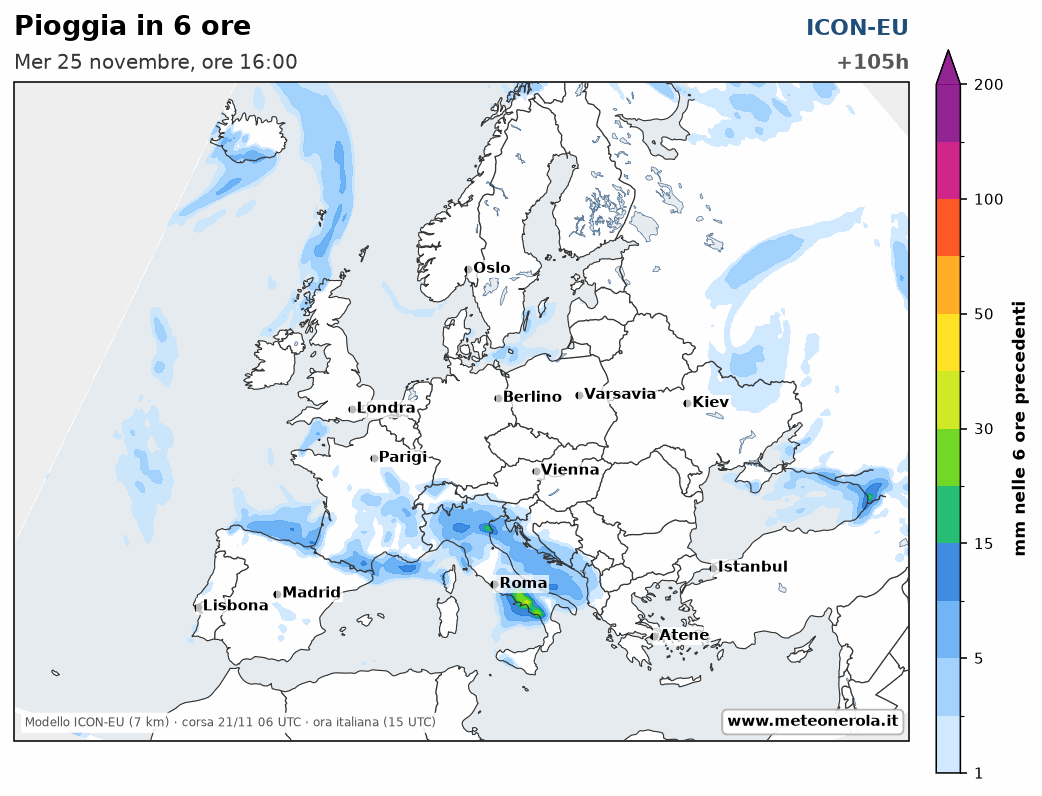 Pioggia in 6 ore
ICON-EU
Mer 25 novembre, ore 16:00
+105h
200
100
50
30
15
5
1
mm nelle 6 ore precedenti
Oslo
Berlino
Varsavia
Kiev
Londra
Parigi
Vienna
Istanbul
Roma
Madrid
Lisbona
Atene
Modello ICON-EU (7 km) · corsa 21/11 06 UTC · ora italiana (15 UTC)
www.meteonerola.it